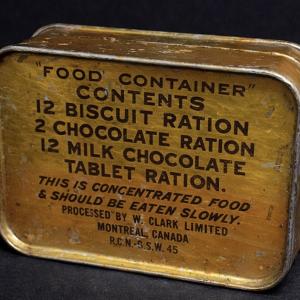 "FOOD CONTAINER"
CONTENTS
12 BISCUIT RATION
2 CHOCOLATE RATION
12 MILK CHOCOLATE
TABLET RATION.
THIS IS CONCENTRATED FOOD
& SHOULD BE EATEN SLOWLY.
PROCESSED BY W. CLARK LIMITED
MONTREAL, CANADA
R.C.N.-S.S.W. 45